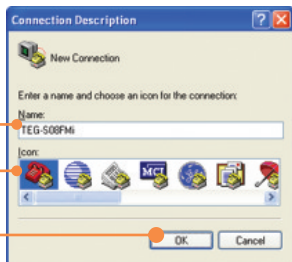 Connection Description
New Connection
Enter a name and choose an icon for the connection:
Name:
TEG-S08FMi
Icon:
MCI
OK
Cancel